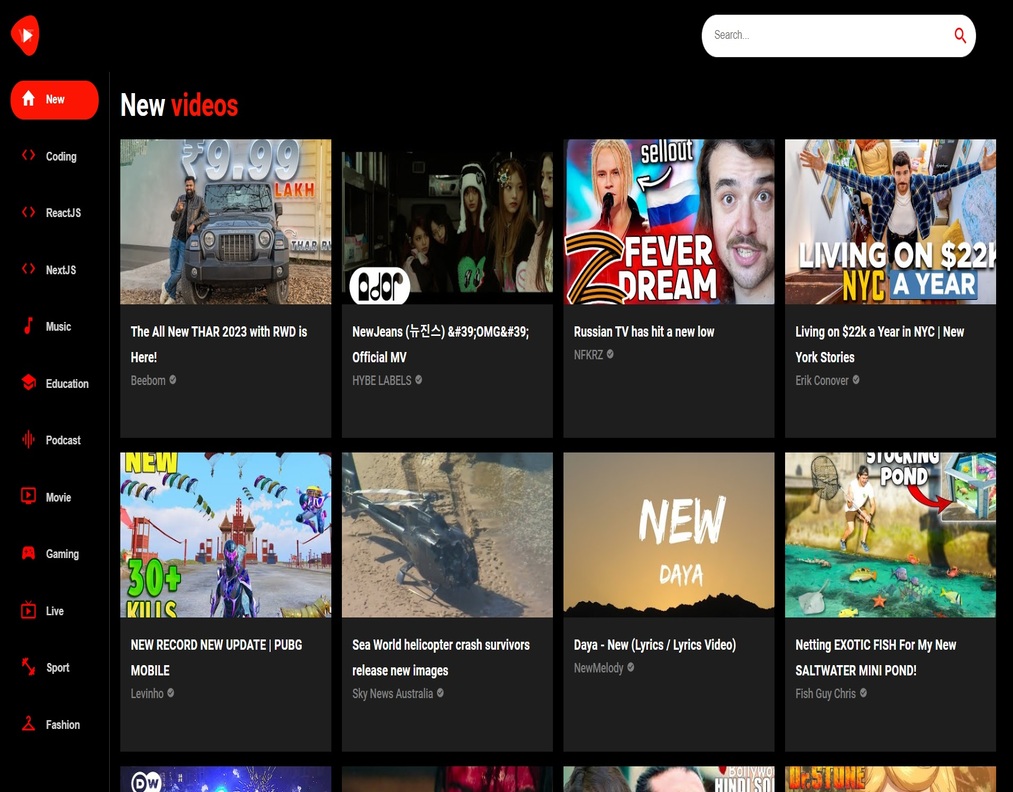 Search...
New
Coding
ReactJS
NextJS
Music
Education
Podcast
Movie
Gaming
Live
Sport
Fashion
New videos
₹9.99
LAKH
THAR
The All New THAR 2023 with RWD is
Here!
Beebom
ador
NewJeans (뉴진스) &#39;OMG&#39;
Official MV
HYBE LABELS
sellout
Z FEVER
DREAM
Russian TV has hit a new low
NFKRZ
LIVING ON $22K
NYC A YEAR
Living on $22k a Year in NYC | New
York Stories
Erik Conover
NEW
30+
KILLS
NEW RECORD NEW UPDATE | PUBG
MOBILE
Levinho
Sea World helicopter crash survivors
release new images
Sky News Australia
NEW
DAYA
Daya - New (Lyrics / Lyrics Video)
NewMelody
STOCKING
POND
Netting EXOTIC FISH For My New
SALTWATER MINI POND!
Fish Guy Chris
DW
Bollywo
HINDI SO
Dr.STONE